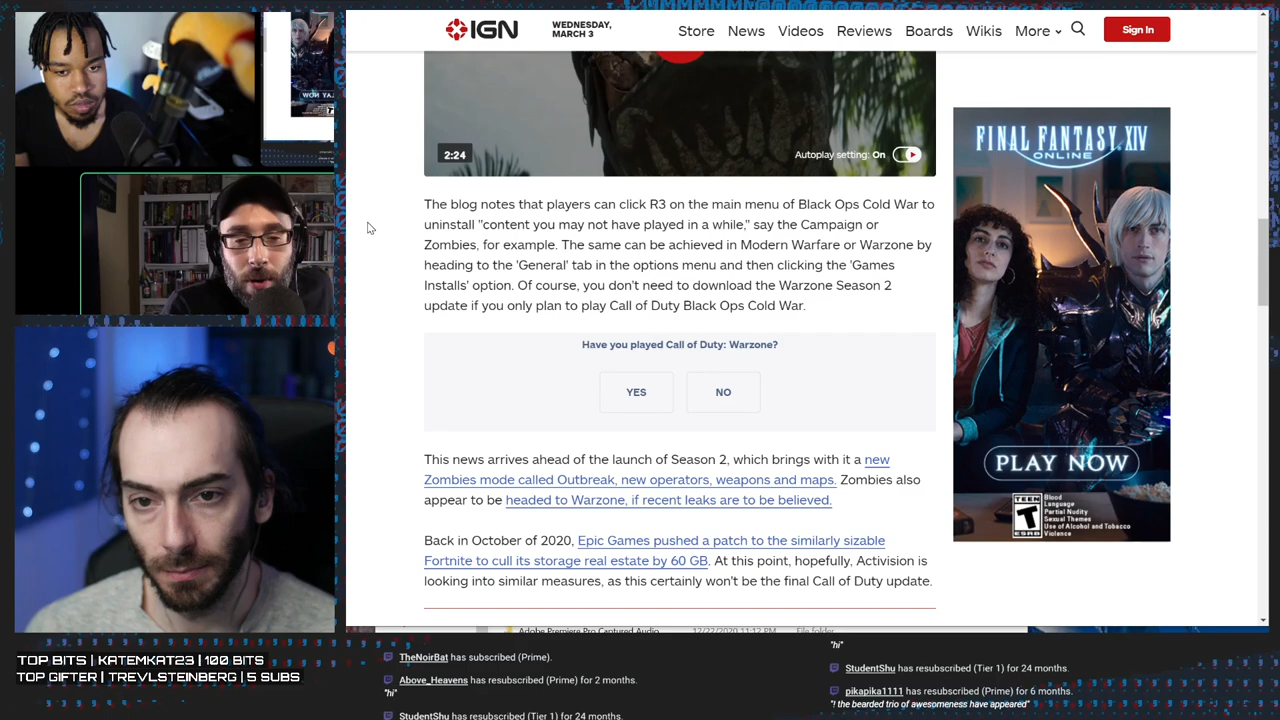 IGN
WEDNESDAY,
MARCH 3
Store News Videos Reviews Boards Wikis More
Sign In
2:24
Autoplay setting: On
The blog notes that players can click R3 on the main menu of Black Ops Cold War to
uninstall "content you may not have played in a while," say the Campaign or
Zombies, for example. The same can be achieved in Modern Warfare or Warzone by
heading to the 'General' tab in the options menu and then clicking the 'Games
Installs' option. Of course, you don't need to download the Warzone Season 2
update if you only plan to play Call of Duty Black Ops Cold War.
Have you played Call of Duty: Warzone?
YES
NO
This news arrives ahead of the launch of Season 2, which brings with it a new
Zombies mode called Outbreak, new operators, weapons and maps. Zombies also
appear to be headed to Warzone, if recent leaks are to be believed.
Back in October of 2020, Epic Games pushed a patch to the similarly sizable
Fortnite to cull its storage real estate by 60 GB. At this point, hopefully, Activision is
looking into similar measures, as this certainly won't be the final Call of Duty update.
FINAL FANTASY XIV
ONLINE
PLAY NOW
TEEN
T
ESRB
Blood
Language
Partial Nudity
Sexual Themes
Use of Alcohol and Tobacco
Violence
Adobe Premiere Pro Captured Audio 12/22/2020 11:12 PM File folder
TOP BITS | KATEMKAT23 | 100 BITS
TOP GIFTER | TREVLSTEINBERG | 5 SUBS
TheNoirBat has subscribed (Prime).
Above_Heavens has resubscribed (Prime) for 2 months.
"hi"
StudentShu has resubscribed (Tier 1) for 24 months.
"hi"
StudentShu has resubscribed (Tier 1) for 24 months.
pikapika1111 has resubscribed (Prime) for 6 months.
"! the bearded trio of awesomeness have appeared"